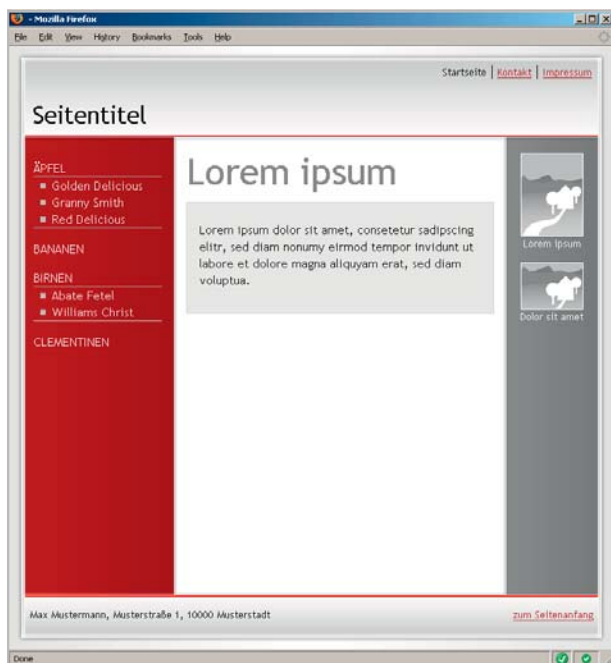 - Mozilla Firefox
File Edit View History Bookmarks Tools Help
Startseite | Kontakt | Impressum
Seitentitel
ÄPFEL
Golden Delicious
Granny Smith
Red Delicious
BANANEN
BIRNEN
Abate Fetel
Williams Christ
CLEMENTINEN
Lorem ipsum
Lorem ipsum dolor sit amet, consetetur sadipscing
elitr, sed diam nonumy eirmod tempor invidunt ut
labore et dolore magna aliquyam erat, sed diam
voluptua.
Lorem ipsum
Dolor sit amet
Max Mustermann, Musterstraße 1, 10000 Musterstadt
zum Seitenanfang
Done